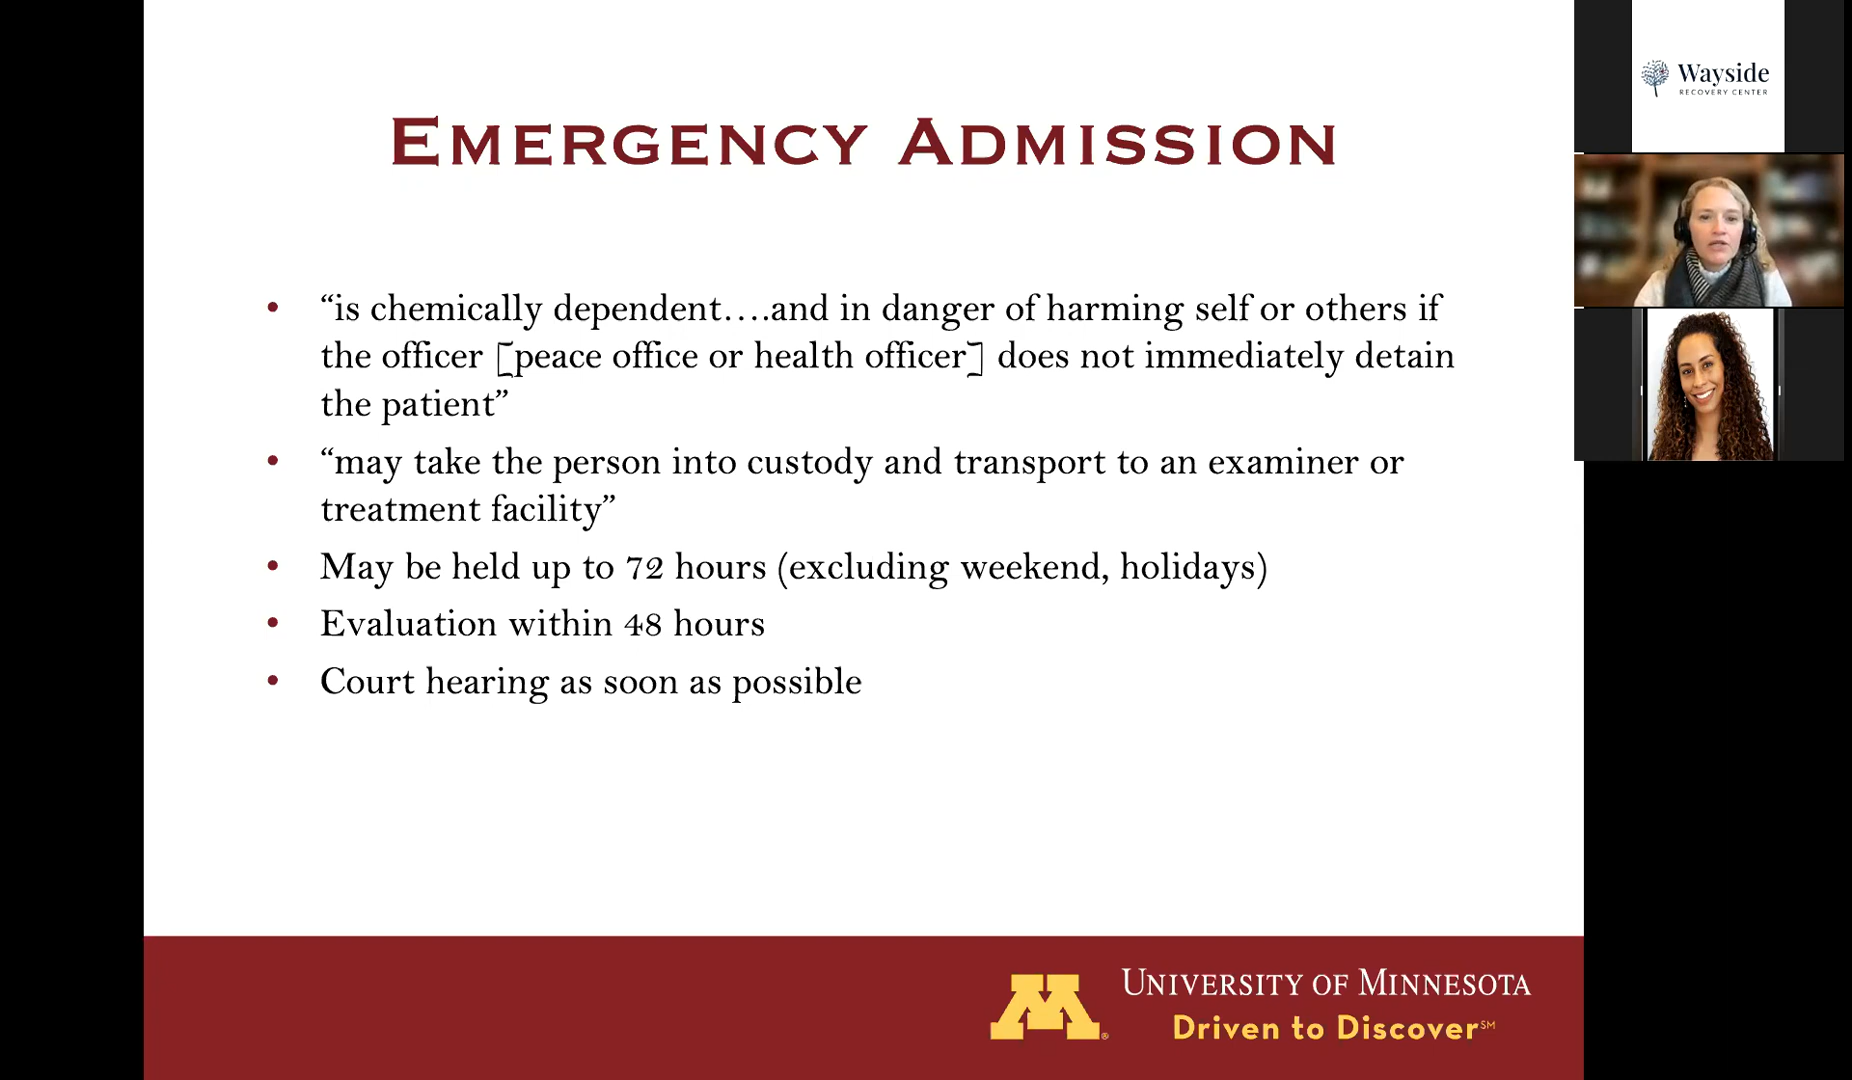 EMERGENCY ADMISSION
• “is chemically dependent….and in danger of harming self or others if
the officer [peace office or health officer] does not immediately detain
the patient”
• “may take the person into custody and transport to an examiner or
treatment facility”
• May be held up to 72 hours (excluding weekend, holidays)
• Evaluation within 48 hours
• Court hearing as soon as possible
M®
UNIVERSITY OF MINNESOTA
Driven to Discover℠
Wayside
RECOVERY CENTER